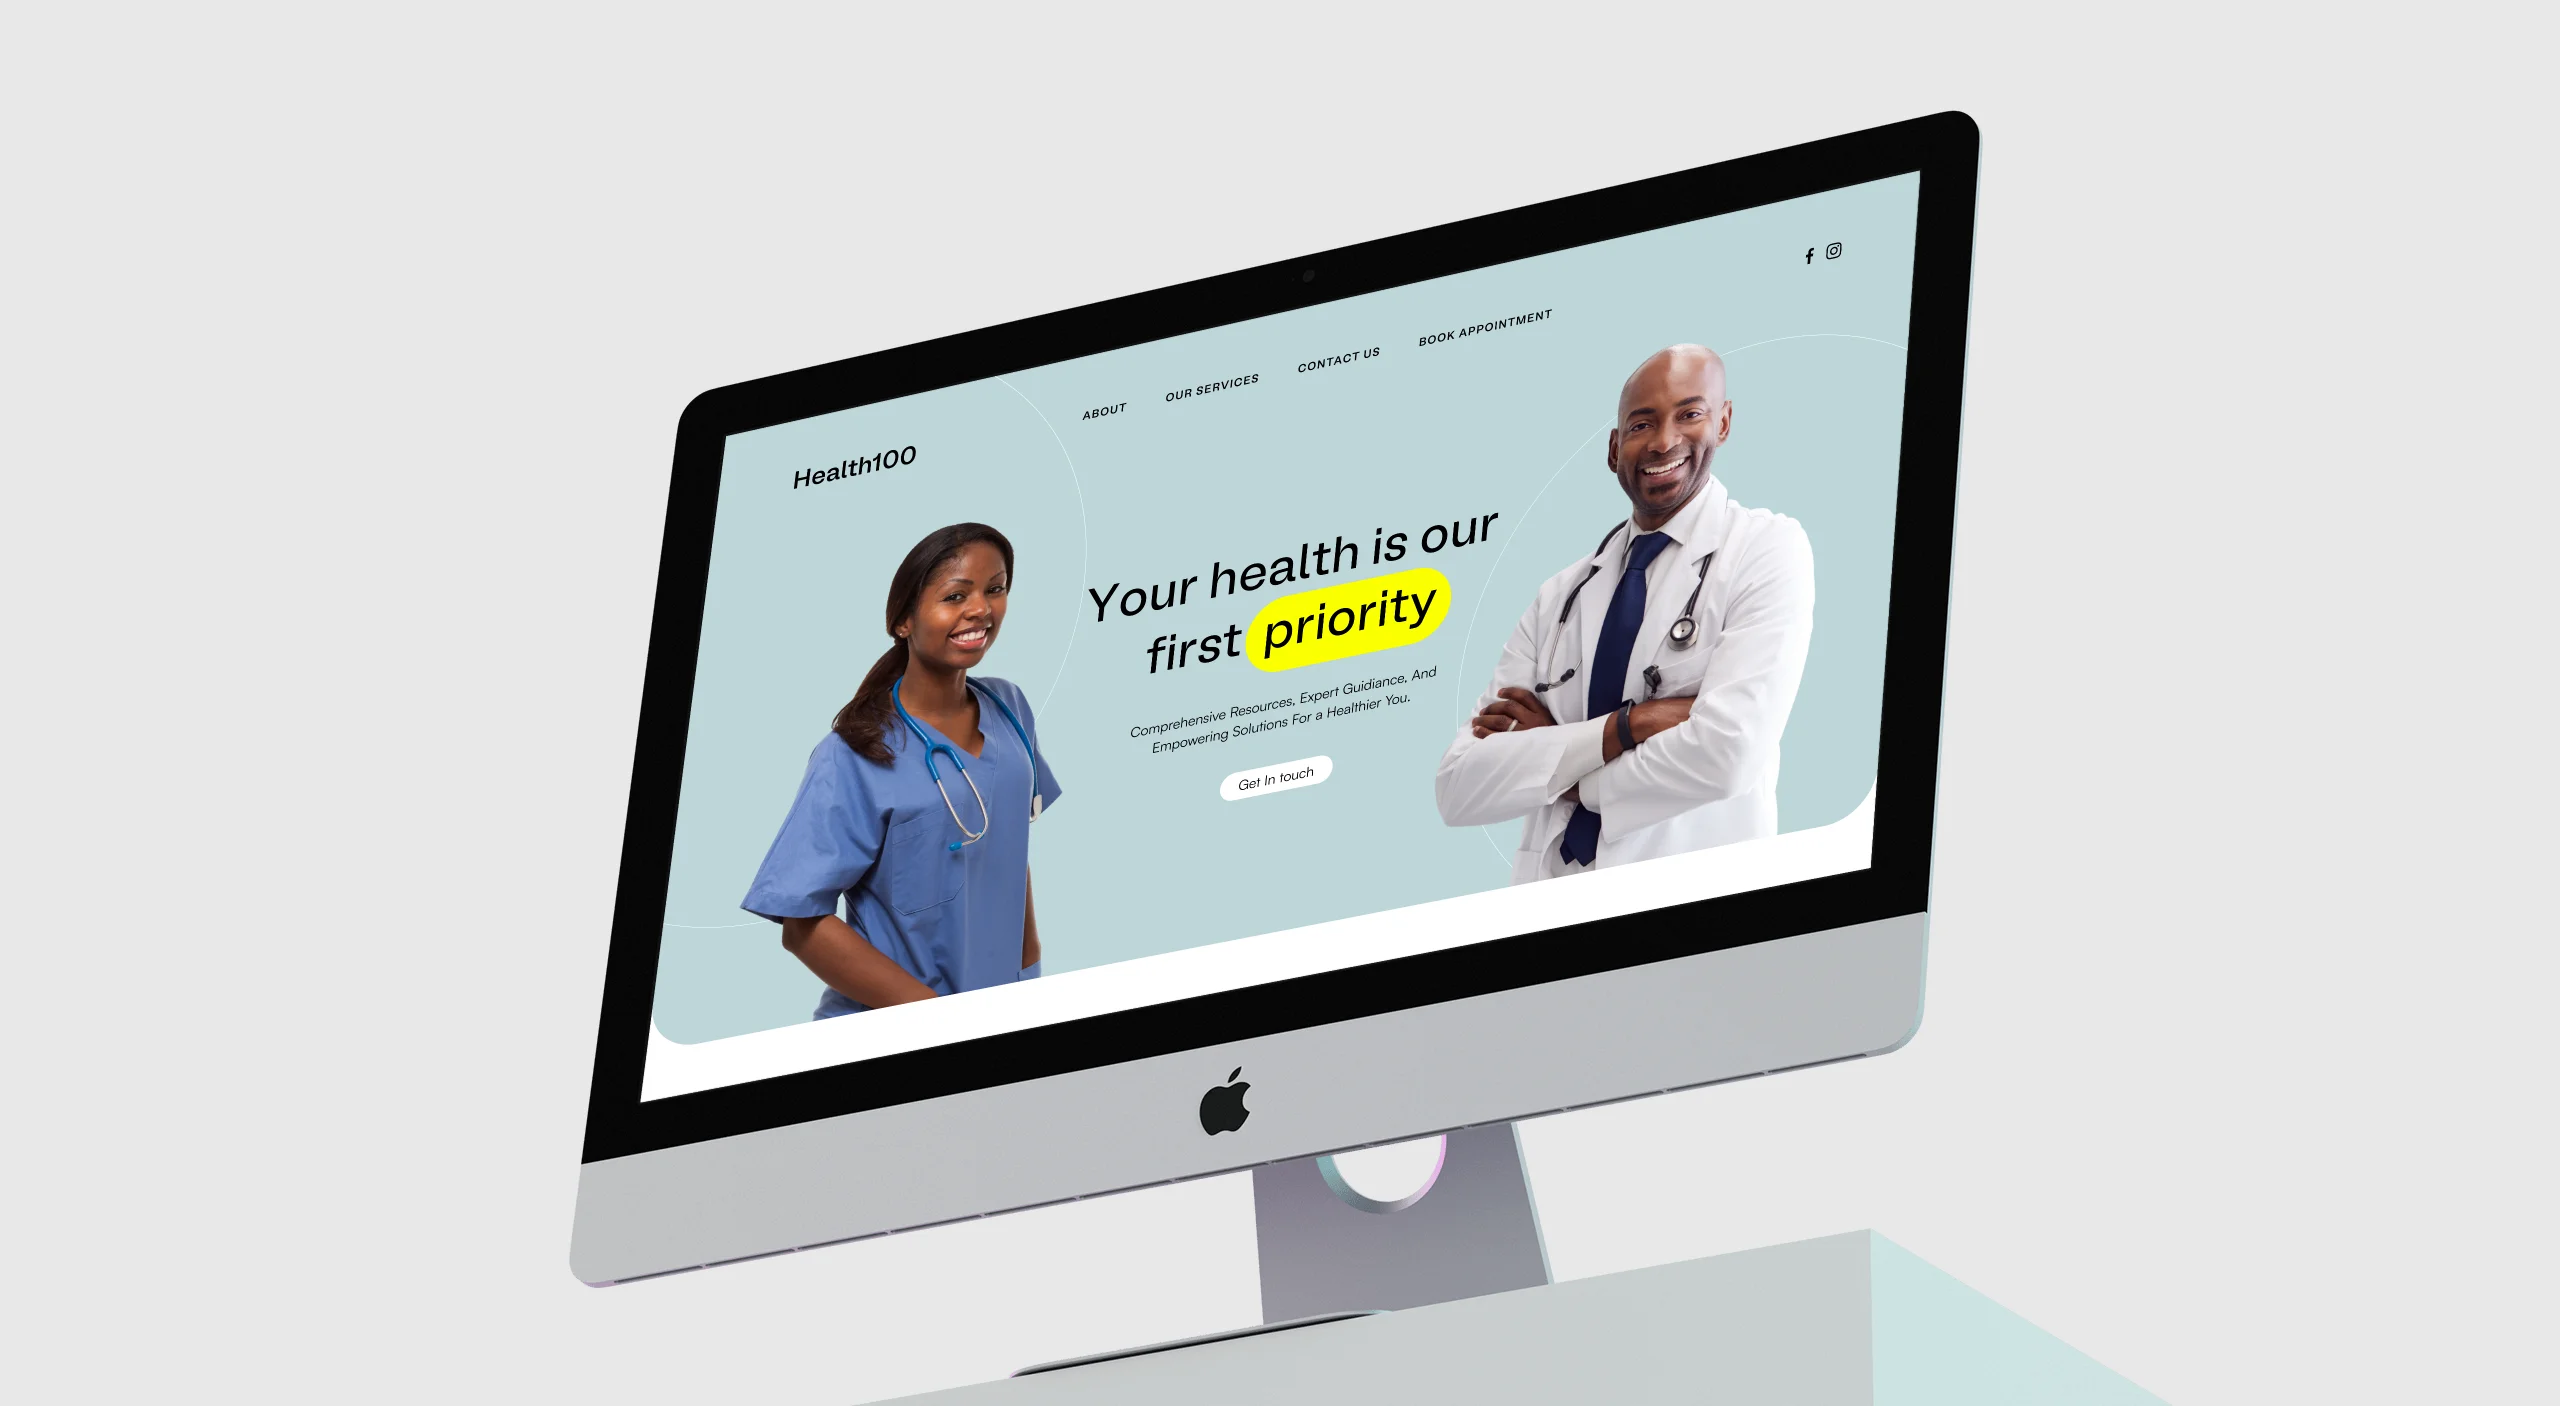 Health100
ABOUT
OUR SERVICES
CONTACT US
BOOK APPOINTMENT
Your health is our
first priority
Comprehensive Resources, Expert Guidiance, And
Empowering Solutions For a Healthier You.
Get In touch